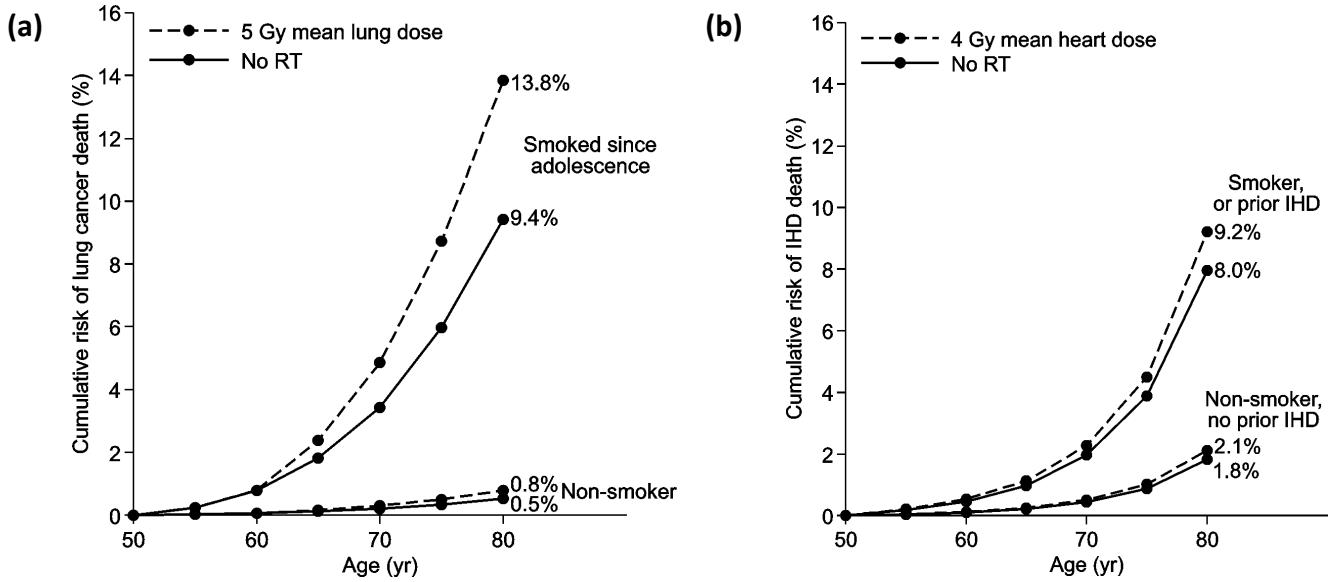 (a)
16
14
12
10
8
6
4
2
0
Cumulative risk of lung cancer death (%)
5 Gy mean lung dose
No RT
13.8%
Smoked since
adolescence
9.4%
0.8%
Non-smoker
0.5%
50
60
70
80
Age (yr)
(b)
16
14
12
10
8
6
4
2
0
Cumulative risk of IHD death (%)
4 Gy mean heart dose
No RT
Smoker,
or prior IHD
9.2%
8.0%
Non-smoker,
no prior IHD
2.1%
1.8%
50
60
70
80
Age (yr)